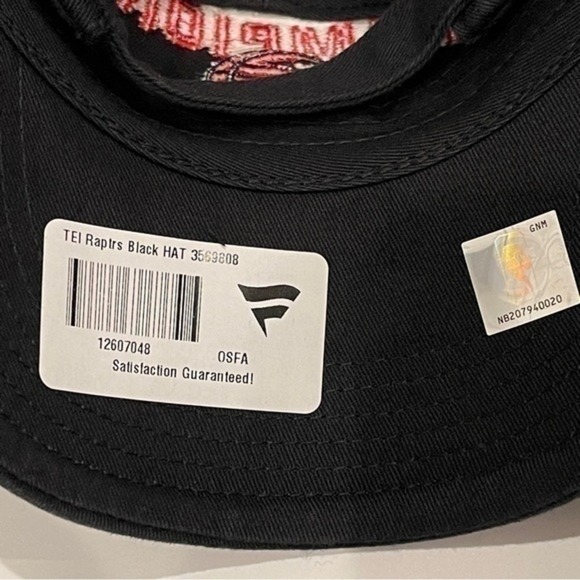 TEI Raptrs Black HAT 3569808
12607048 OSFA
Satisfaction Guaranteed!
GNM
NB207940020